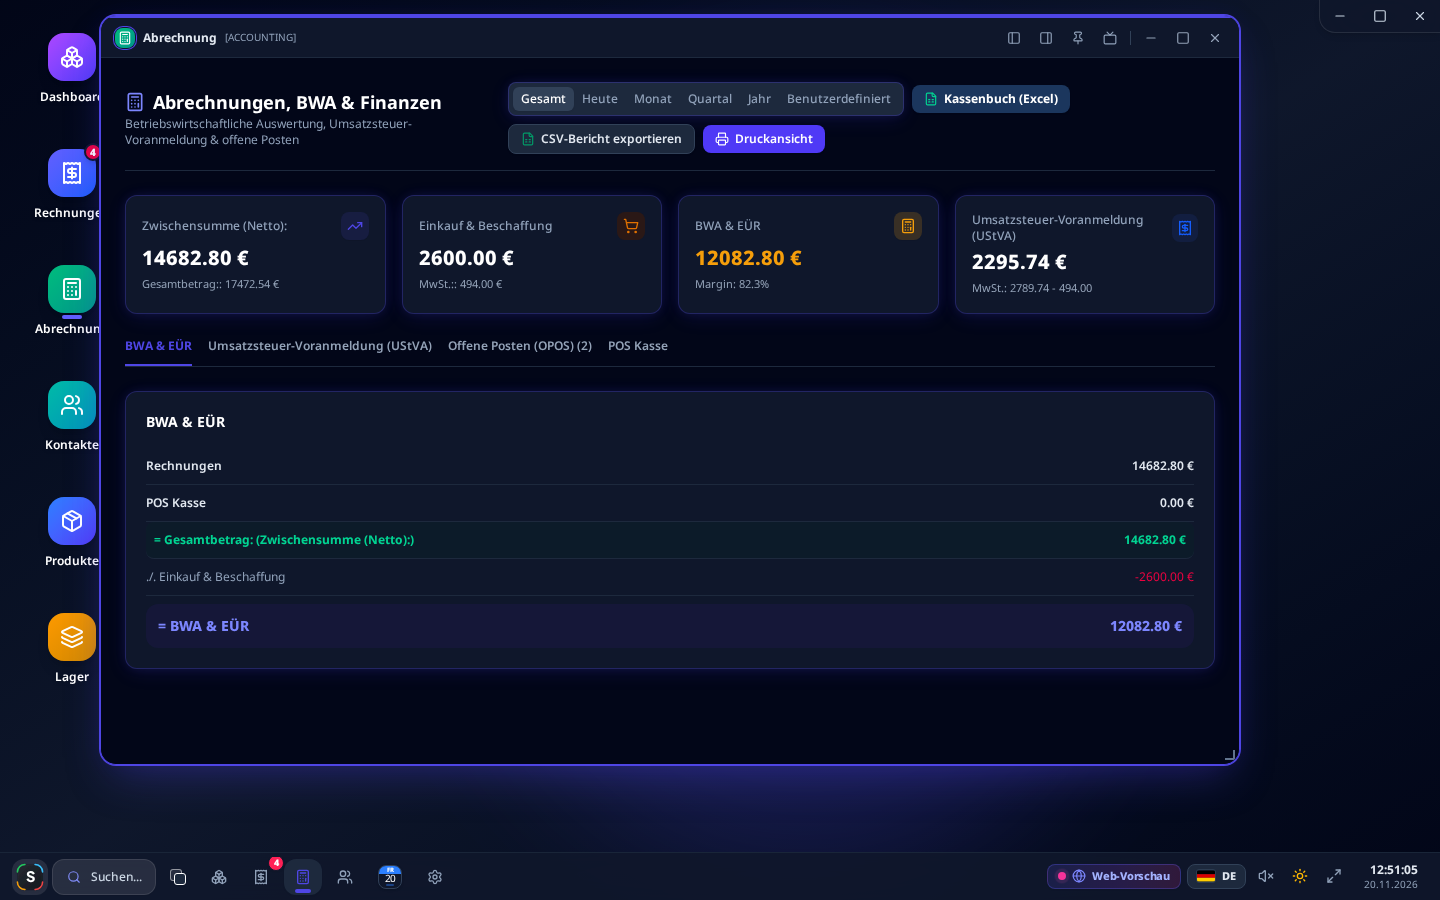 Abrechnung [ACCOUNTING]
Dashboar
4
Rechnunge
Abrechnun
Kontakte
Produkte
Lager
Abrechnungen, BWA & Finanzen
Betriebswirtschaftliche Auswertung, Umsatzsteuer-
Voranmeldung & offene Posten
Gesamt Heute Monat Quartal Jahr Benutzerdefiniert
Kassenbuch (Excel)
CSV-Bericht exportieren
Druckansicht
Zwischensumme (Netto):
14682.80 €
Gesamtbetrag:: 17472.54 €
Einkauf & Beschaffung
2600.00 €
MwSt.:: 494.00 €
BWA & EÜR
12082.80 €
Margin: 82.3%
Umsatzsteuer-Voranmeldung
(UStVA)
2295.74 €
MwSt.: 2789.74 - 494.00
BWA & EÜR Umsatzsteuer-Voranmeldung (UStVA) Offene Posten (OPOS) (2) POS Kasse
BWA & EÜR
Rechnungen 14682.80 €
POS Kasse 0.00 €
= Gesamtbetrag: (Zwischensumme (Netto):) 14682.80 €
./. Einkauf & Beschaffung -2600.00 €
= BWA & EÜR 12082.80 €
S
Suchen...
4
FR
20
Web-Vorschau
DE
12:51:05
20.11.2026